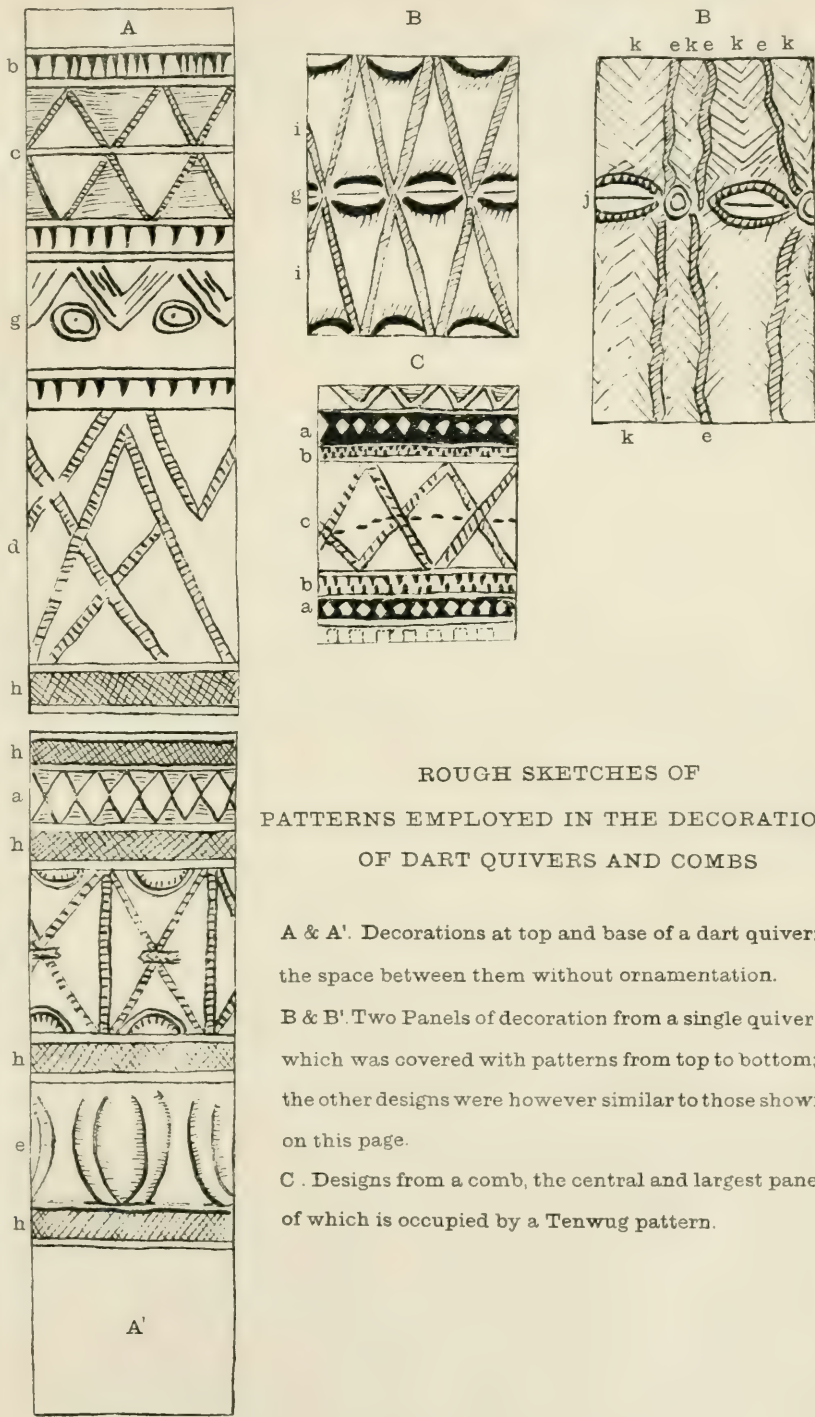 A
b
c
g
d
h
h
a
h
h
e
h
A'
B
i
g
i
B
k e k e k e k
j
k e
C
a
b
c
b
a
ROUGH SKETCHES OF
PATTERNS EMPLOYED IN THE DECORATIO
OF DART QUIVERS AND COMBS
A & A'. Decorations at top and base of a dart quiver;
the space between them without ornamentation.
B & B'. Two Panels of decoration from a single quiver
which was covered with patterns from top to bottom;
the other designs were however similar to those show
on this page.
C . Designs from a comb, the central and largest pane
of which is occupied by a Tenwug pattern.